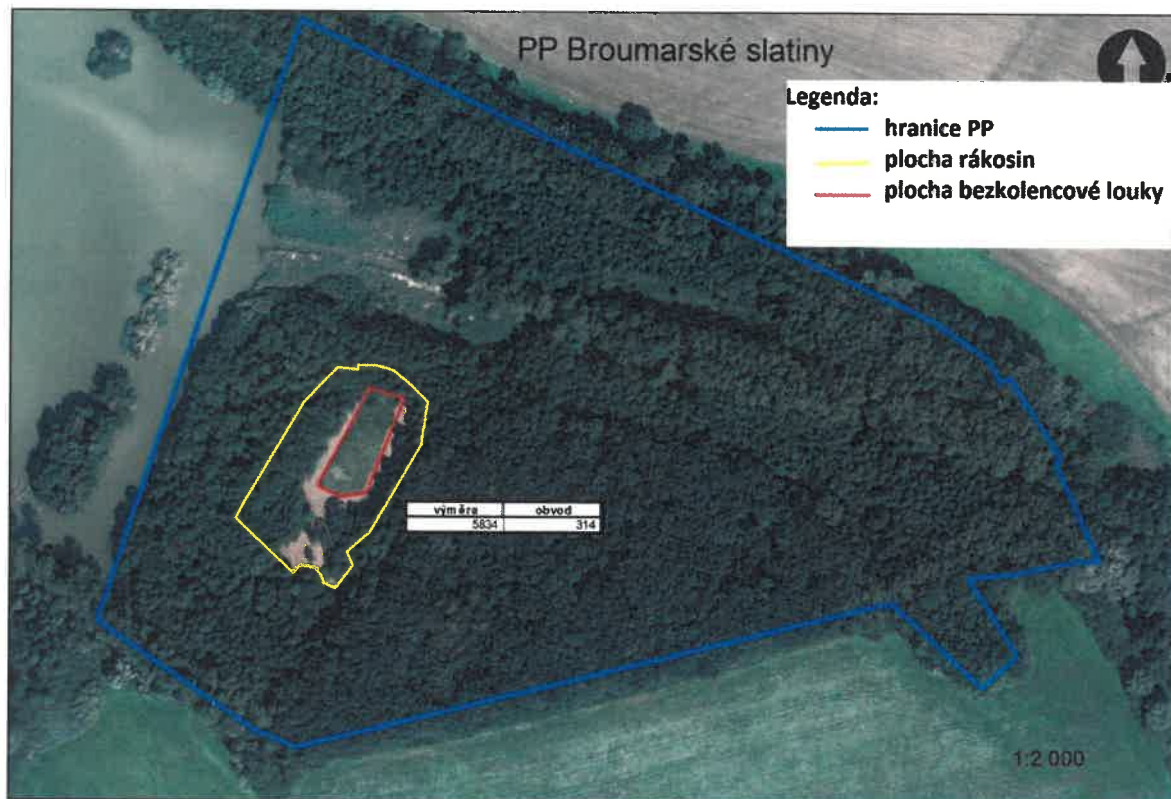 PP Broumarské slatiny
Legenda:
hranice PP
plocha rákosin
plocha bezkolencové louky
výměra obvod
5834 314
1:2 000